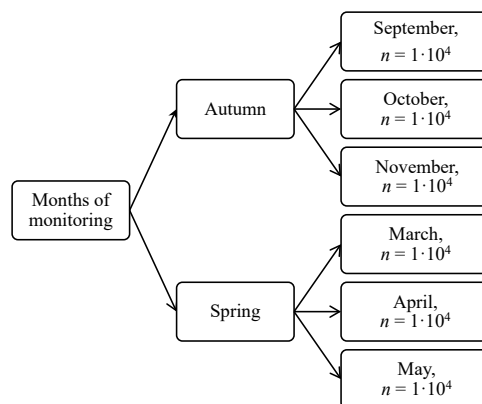 Months of
monitoring
Autumn
September,
n = 1·10⁴
October,
n = 1·10⁴
November,
n = 1·10⁴
Spring
March,
n = 1·10⁴
April,
n = 1·10⁴
May,
n = 1·10⁴